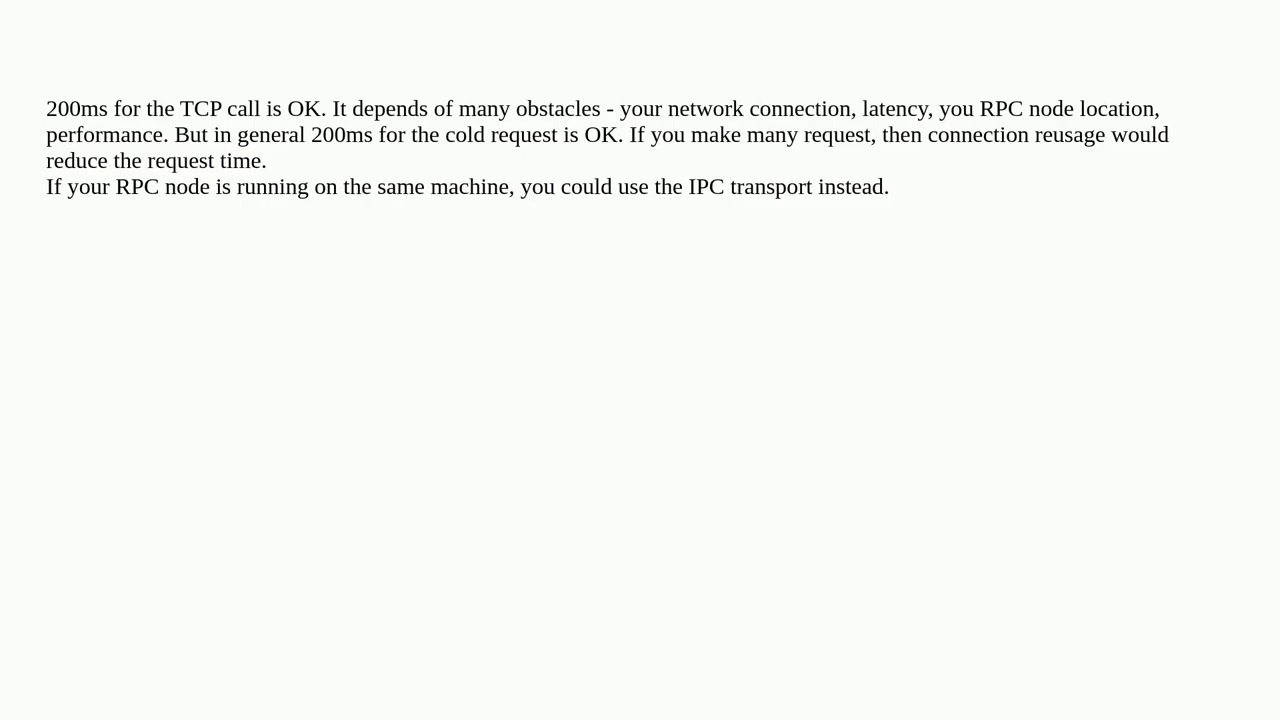 200ms for the TCP call is OK. It depends of many obstacles - your network connection, latency, you RPC node location,
performance. But in general 200ms for the cold request is OK. If you make many request, then connection reusage would
reduce the request time.
If your RPC node is running on the same machine, you could use the IPC transport instead.